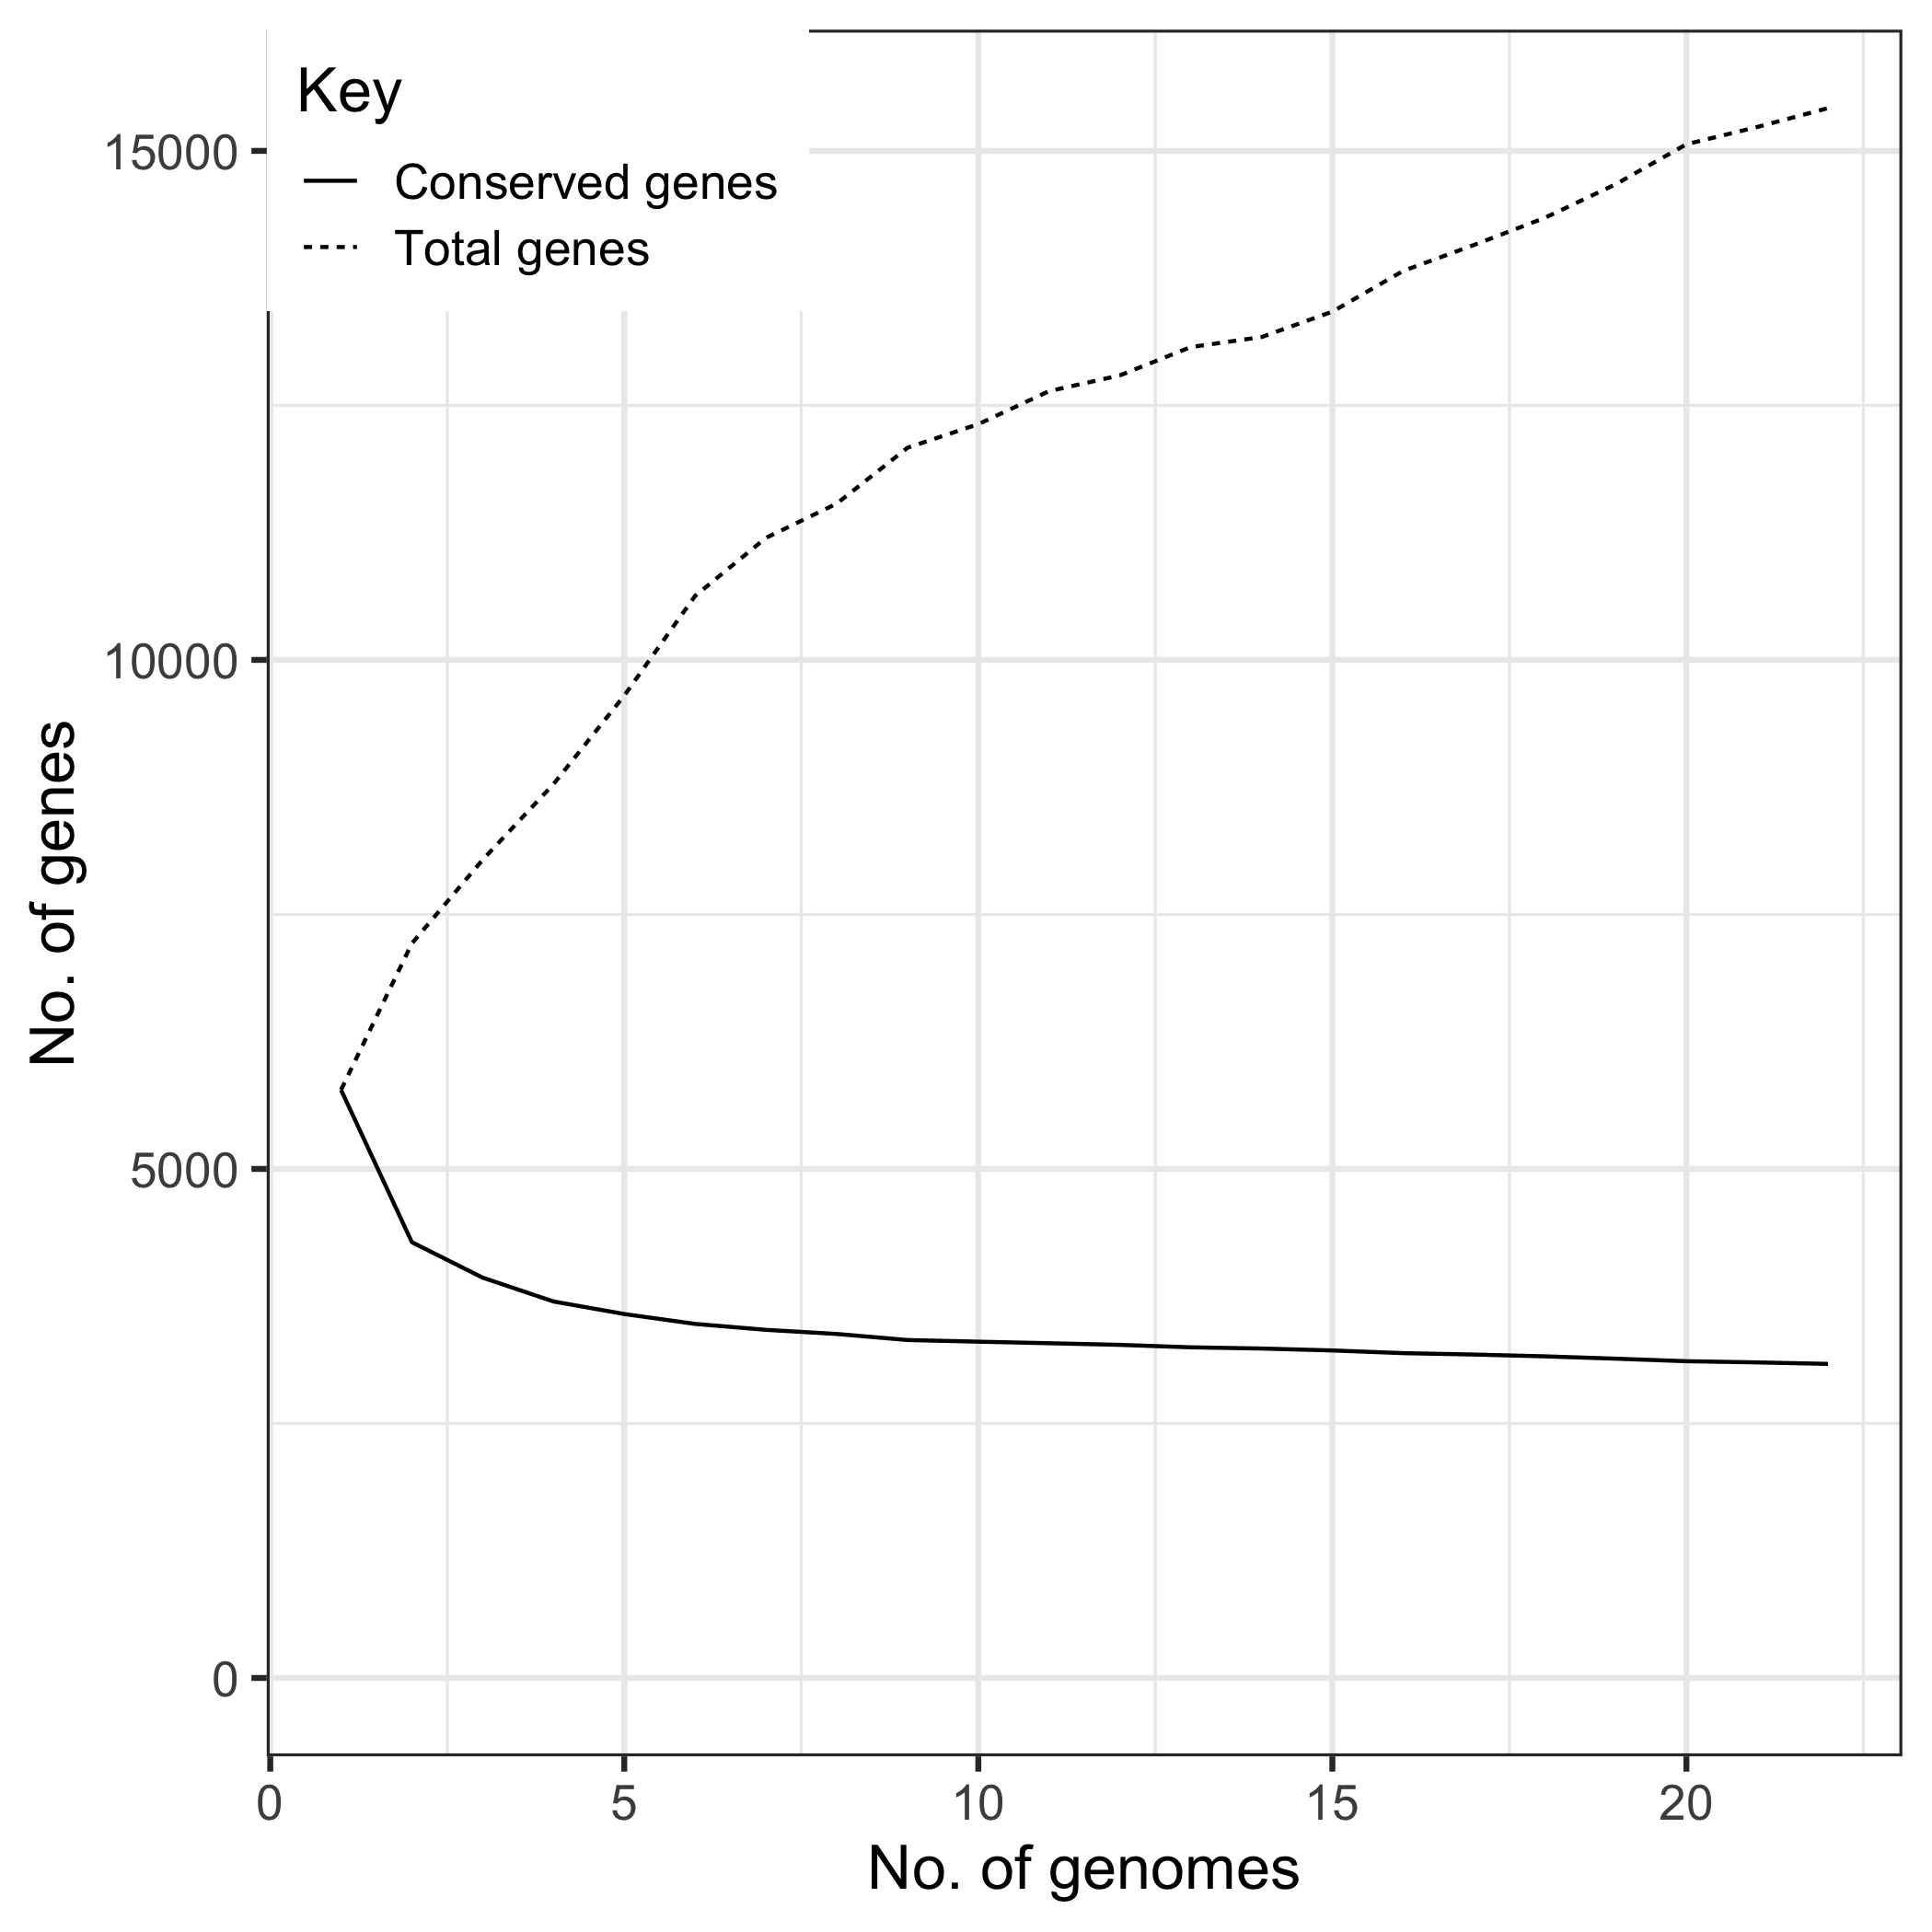 Key
Conserved genes
Total genes
15000
10000
5000
0
No. of genes
0 5 10 15 20
No. of genomes